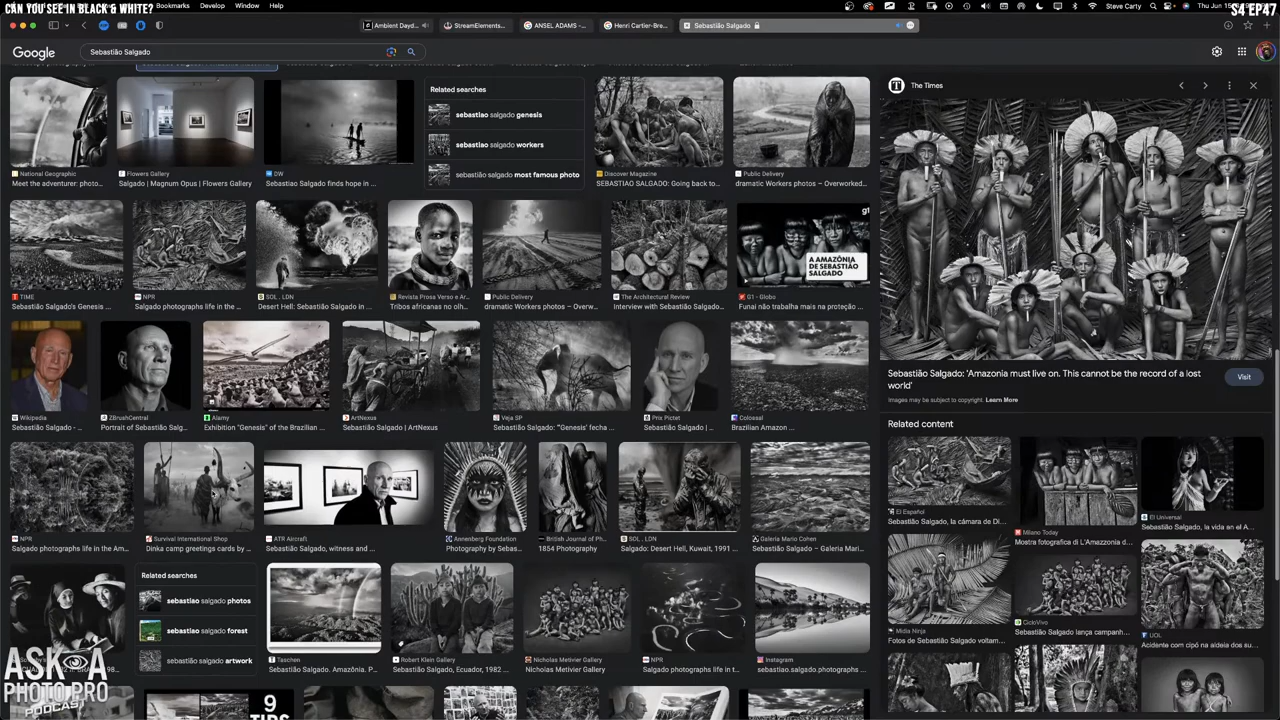 CAN YOU SEE IN BLACK & WHITE?
Bookmarks Develop Window Help
Steve Carty
S4 EP47
Ambient Dayd...
StreamElements...
ANSEL ADAMS -...
Henri Cartier-Bre...
Sebastião Salgado
Google
Sebastião Salgado
National Geographic
Meet the adventurer: photo...
Flowers Gallery
Salgado | Magnum Opus | Flowers Gallery
DW
Sebastiao Salgado finds hope in ...
Related searches
sebastiao salgado genesis
sebastiao salgado workers
sebastião salgado most famous photo
Discover Magazine
SEBASTIAO SALGADO: Going back to...
Public Delivery
dramatic Workers photos – Overworked...
TIME
Sebastião Salgado's Genesis ...
NPR
Salgado photographs life in the ...
SOL . LDN
Desert Hell: Sebastião Salgado in ...
Revista Prosa Verso e Ar...
Tribos africanas no olh...
Public Delivery
dramatic Workers photos – Overw...
The Architectural Review
Interview with Sebastião Salgado...
g1
A AMAZÔNIA
DE SEBASTIÃO
SALGADO
G1 - Globo
Funai não trabalha mais na proteção ...
Wikipedia
Sebastião Salgado - ...
ZBrushCentral
Portrait of Sebastião Salg...
Alamy
Exhibition "Genesis" of the Brazilian ...
ArtNexus
Sebastião Salgado | ArtNexus
Veja SP
Sebastião Salgado: "Genesis' fecha ...
Prix Pictet
Sebastião Salgado | ...
Colossal
Brazilian Amazon ...
NPR
Salgado photographs life in the Am...
Survival International Shop
Dinka camp greetings cards by ...
ATR Aircraft
Sebastião Salgado, witness and ...
Annenberg Foundation
Photography by Sebas...
British Journal of Ph...
1854 Photography
SOL . LDN
Salgado: Desert Hell, Kuwait, 1991 ...
Galeria Mario Cohen
Sebastião Salgado – Galeria Mari...
Related searches
sebastiao salgado photos
sebastiao salgado forest
sebastião salgado artwork
Taschen
Sebastião Salgado. Amazônia. P...
Robert Klein Gallery
Sebastião Salgado, Ecuador, 1982 ...
Nicholas Metivier Gallery
Nicholas Metivier Gallery
NPR
Salgado photographs life in t...
Instagram
sebastiao.salgado.photographs ...
9
TIPS
ASK A
PHOTO PRO
PODCAST
The Times
Sebastião Salgado: 'Amazonia must live on. This cannot be the record of a lost
world'
Visit
Images may be subject to copyright. Learn More
Related content
El Español
Sebastião Salgado, la cámara de Di...
Milano Today
Mostra fotografica di L'Amazzonia d...
El Universal
Sebastião Salgado, la vida en el A...
Midia Ninja
Fotos de Sebastião Salgado voltam...
CicloVivo
Sebastião Salgado lança campanh...
UOL
Acidente com cipó na aldeia dos su...